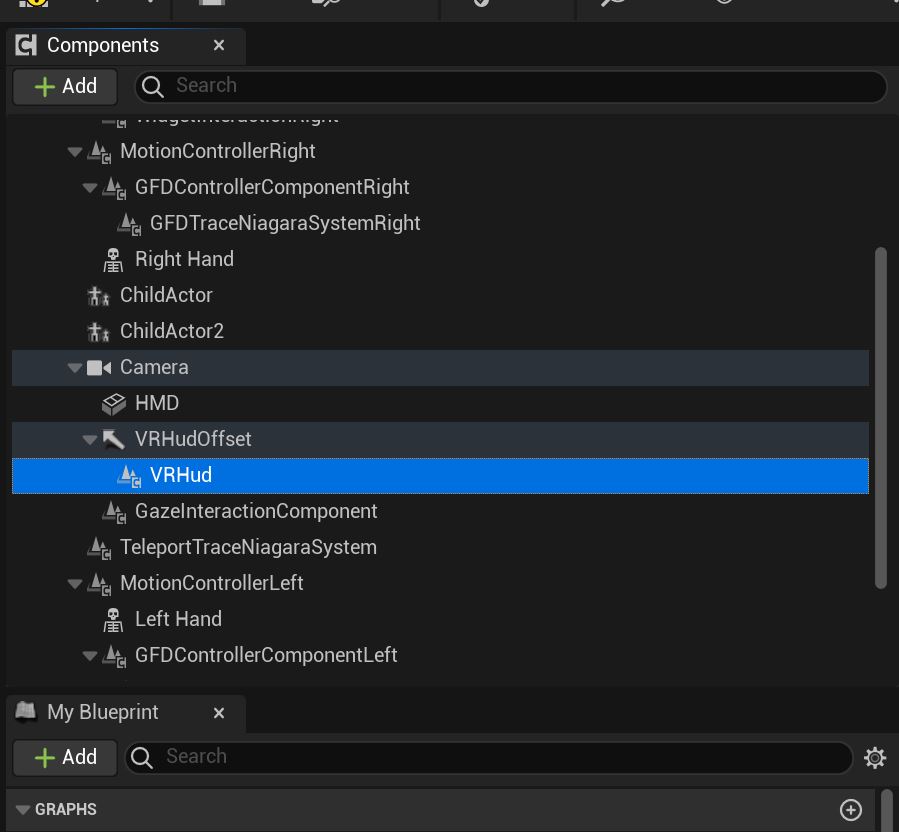 Components
Add
Search
WidgetInteractionRight
MotionControllerRight
GFDControllerComponentRight
GFDTraceNiagaraSystemRight
Right Hand
ChildActor
ChildActor2
Camera
HMD
VRHudOffset
VRHud
GazeInteractionComponent
TeleportTraceNiagaraSystem
MotionControllerLeft
Left Hand
GFDControllerComponentLeft
My Blueprint
Add
Search
GRAPHS